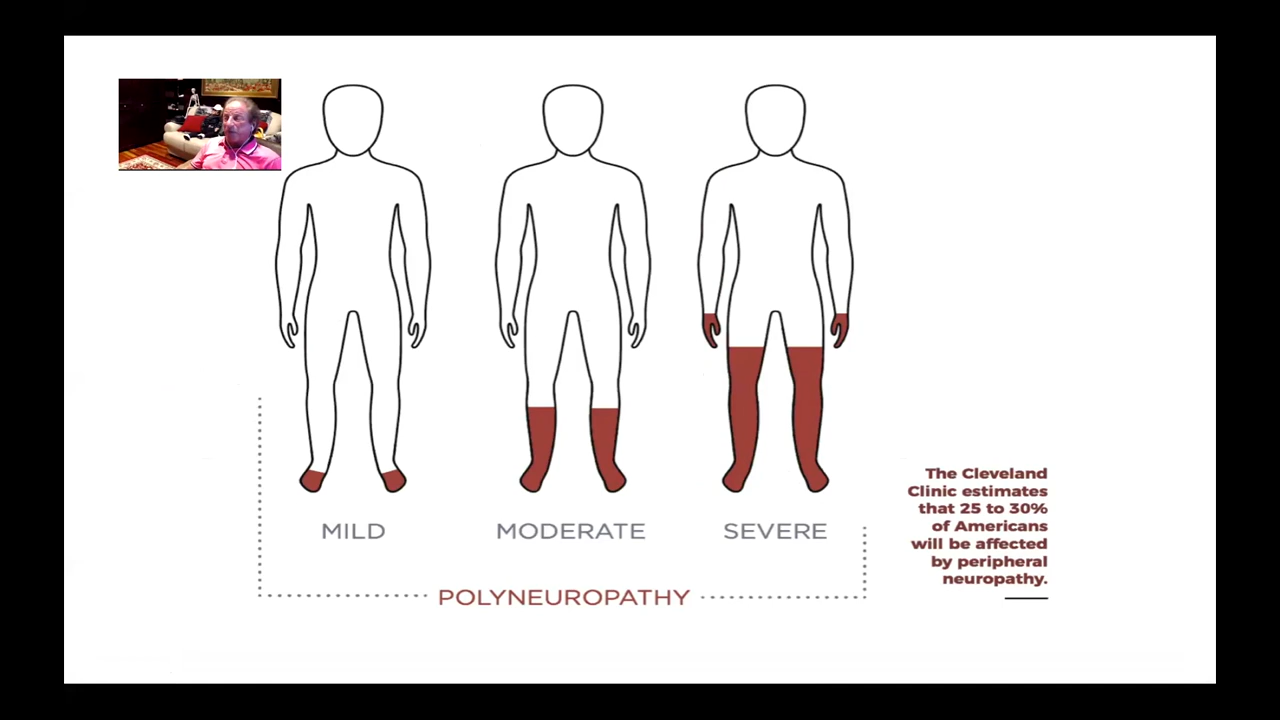 MILD
MODERATE
SEVERE
POLYNEUROPATHY
The Cleveland
Clinic estimates
that 25 to 30%
of Americans
will be affected
by peripheral
neuropathy.